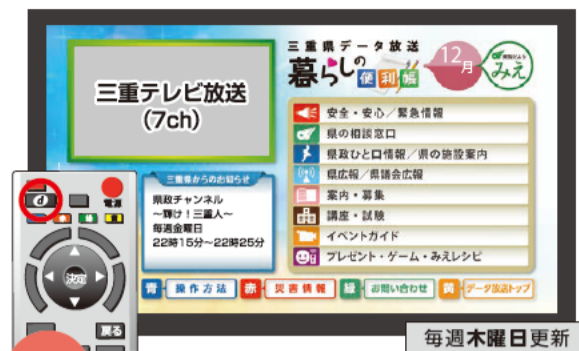 三重県データ放送
暮らしの便利帳
12月
みえ
三重テレビ放送
(7ch)
安全・安心／緊急情報
県の相談窓口
県政ひと口情報／県の施設案内
県広報／県議会広報
案内・募集
講座・試験
イベントガイド
プレゼント・ゲーム・みえレシピ
三重県からのお知らせ
県政チャンネル
～輝け！三重人～
毎週金曜日
22時15分～22時25分
青 操作方法 赤 災害情報 緑 お問い合わせ 黄 データ放送トップ
d
電源
青 赤 緑 黄
決定
戻る
毎週木曜日更新